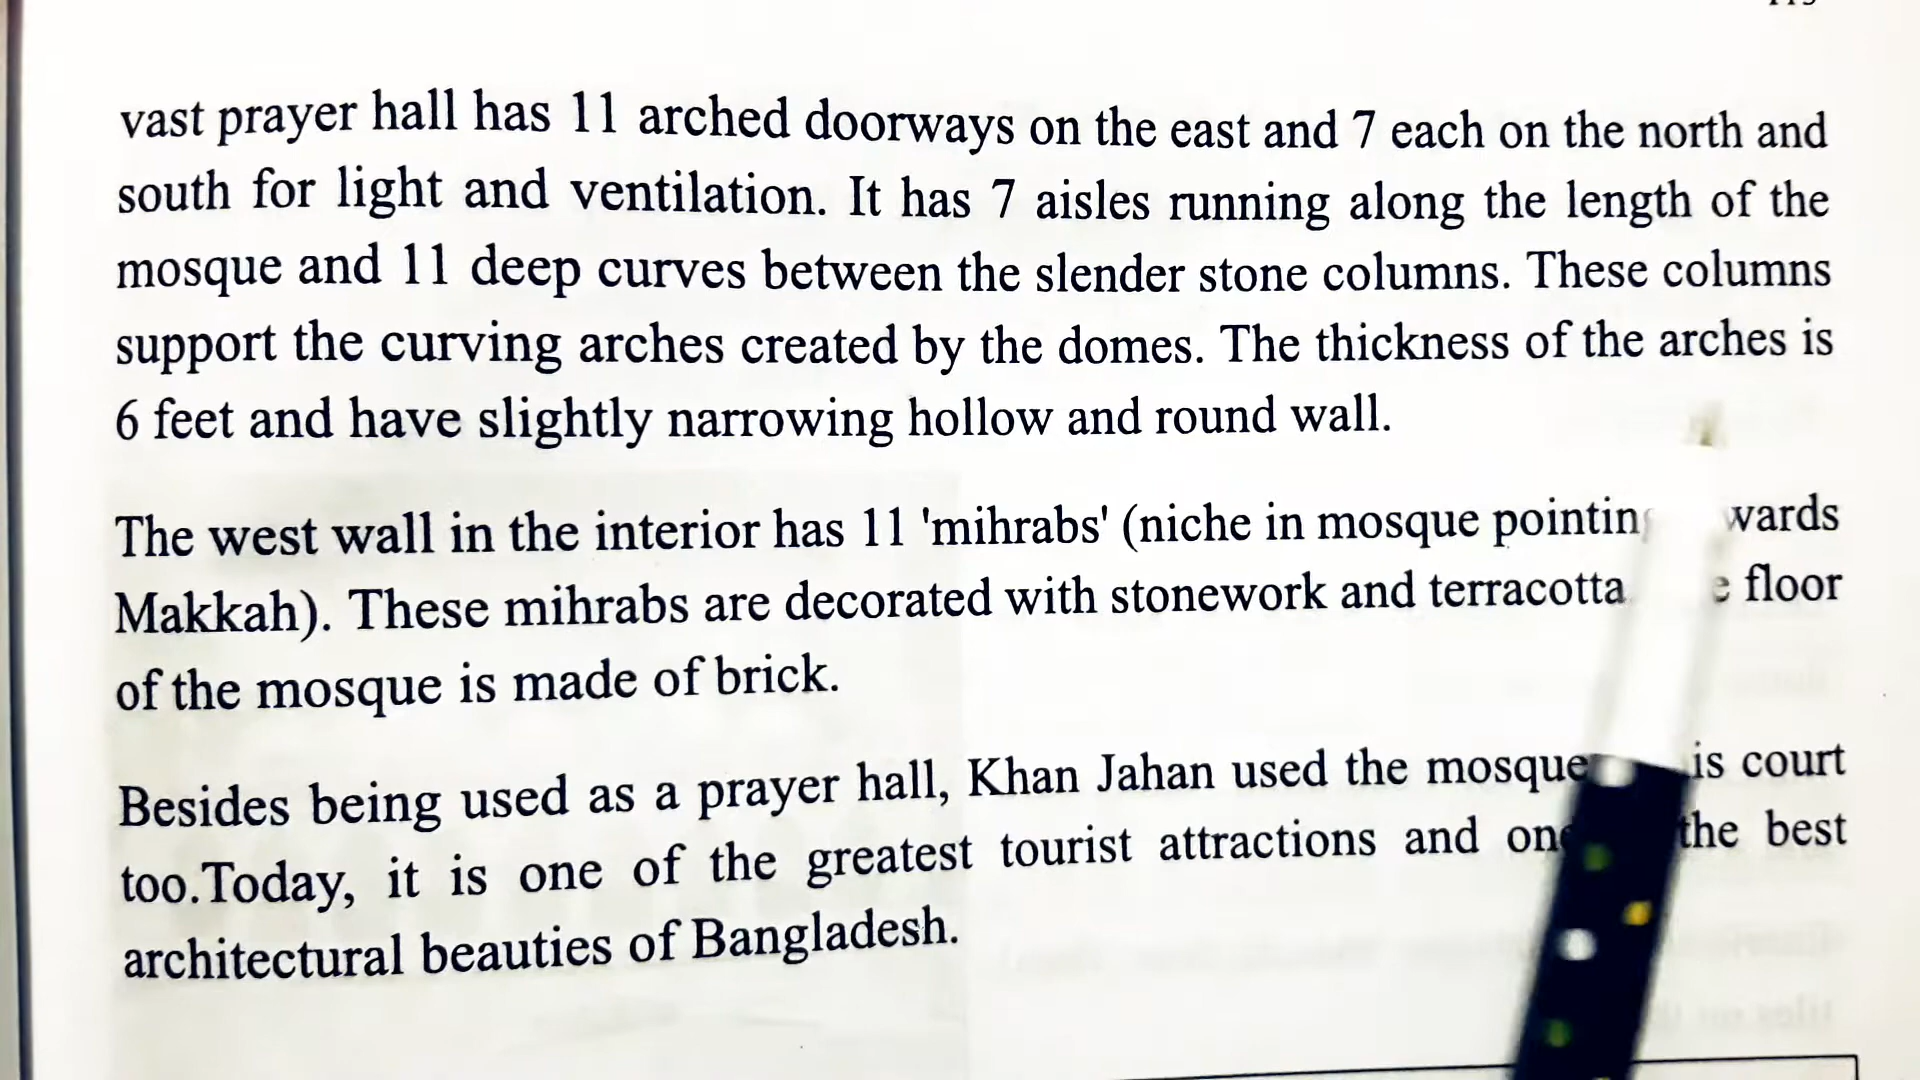 vast prayer hall has 11 arched doorways on the east and 7 each on the north and
south for light and ventilation. It has 7 aisles running along the length of the
mosque and 11 deep curves between the slender stone columns. These columns
support the curving arches created by the domes. The thickness of the arches is
6 feet and have slightly narrowing hollow and round wall.
The west wall in the interior has 11 'mihrabs' (niche in mosque pointing wards
Makkah). These mihrabs are decorated with stonework and terracotta floor
of the mosque is made of brick.
Besides being used as a prayer hall, Khan Jahan used the mosque is court
too.Today, it is one of the greatest tourist attractions and the best
architectural beauties of Bangladesh.